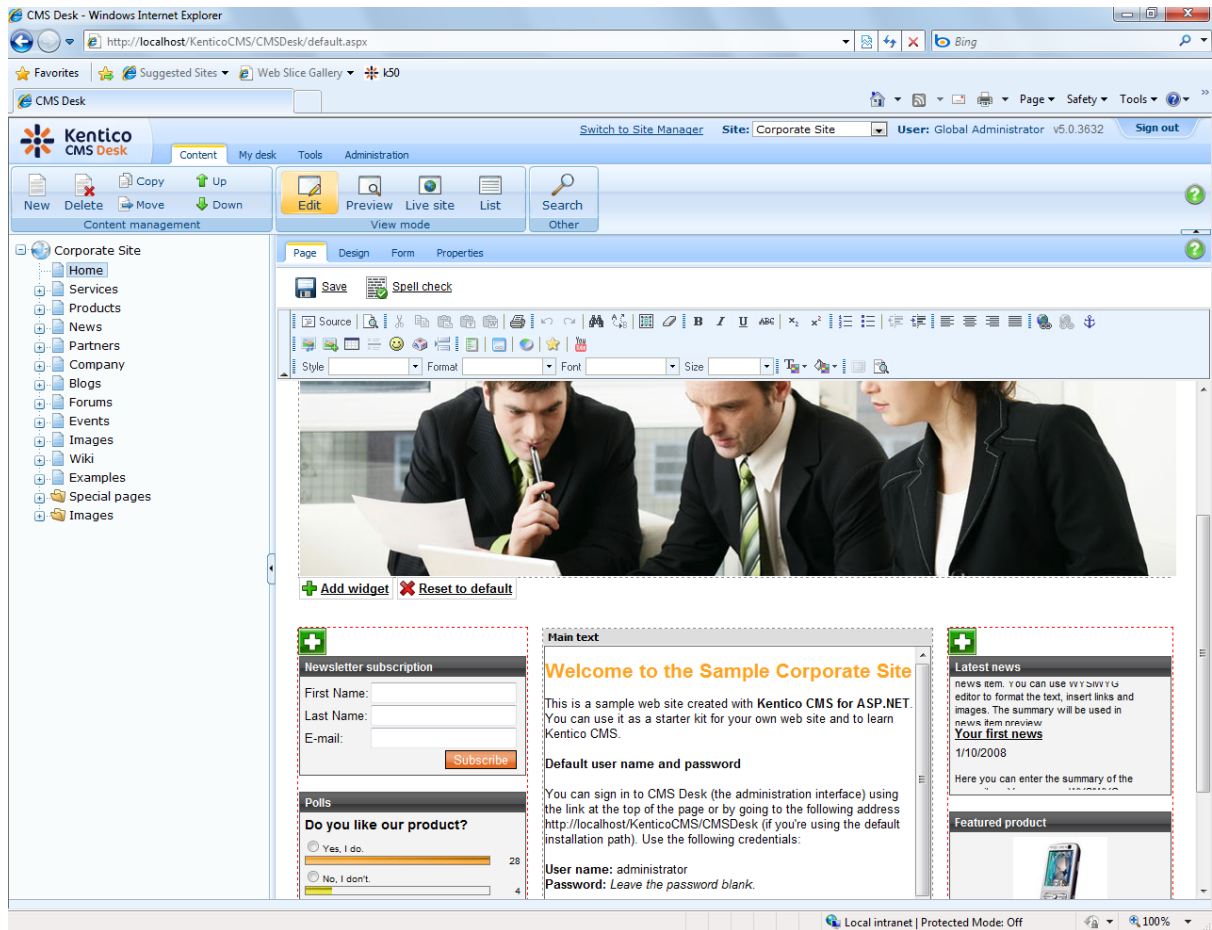 CMS Desk - Windows Internet Explorer
http://localhost/KenticoCMS/CMSDesk/default.aspx
Bing
Favorites
Suggested Sites
Web Slice Gallery
k50
CMS Desk
Page
Safety
Tools
Kentico
CMS Desk
Switch to Site Manager
Site: Corporate Site
User: Global Administrator
v5.0.3632
Sign out
Content
My desk
Tools
Administration
New
Delete
Copy
Move
Up
Down
Content management
Edit
Preview
Live site
List
View mode
Search
Other
Corporate Site
Home
Services
Products
News
Partners
Company
Blogs
Forums
Events
Images
Wiki
Examples
Special pages
Images
Page
Design
Form
Properties
Save
Spell check
Source
B I U ABC x₂ x²
You
Style
Format
Font
Size
Add widget
Reset to default
Newsletter subscription
First Name:
Last Name:
E-mail:
Subscribe
Polls
Do you like our product?
Yes, I do.
28
No, I don't.
4
Main text
Welcome to the Sample Corporate Site
This is a sample web site created with Kentico CMS for ASP.NET.
You can use it as a starter kit for your own web site and to learn
Kentico CMS.
Default user name and password
You can sign in to CMS Desk (the administration interface) using
the link at the top of the page or by going to the following address
http://localhost/KenticoCMS/CMSDesk (if you're using the default
installation path). Use the following credentials:
User name: administrator
Password: Leave the password blank.
Latest news
news item. You can use WYSIWYG
editor to format the text, insert links and
images. The summary will be used in
news item preview
Your first news
1/10/2008
Here you can enter the summary of the
Featured product
Local intranet | Protected Mode: Off
100%